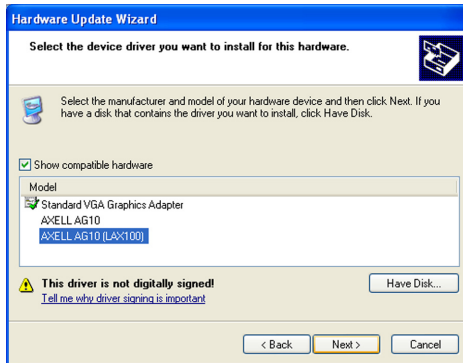 Hardware Update Wizard
Select the device driver you want to install for this hardware.
Select the manufacturer and model of your hardware device and then click Next. If you
have a disk that contains the driver you want to install, click Have Disk.
Show compatible hardware
Model
Standard VGA Graphics Adapter
AXELL AG10
AXELL AG10 (LAX100)
This driver is not digitally signed!
Have Disk...
Tell me why driver signing is important
< Back
Next >
Cancel